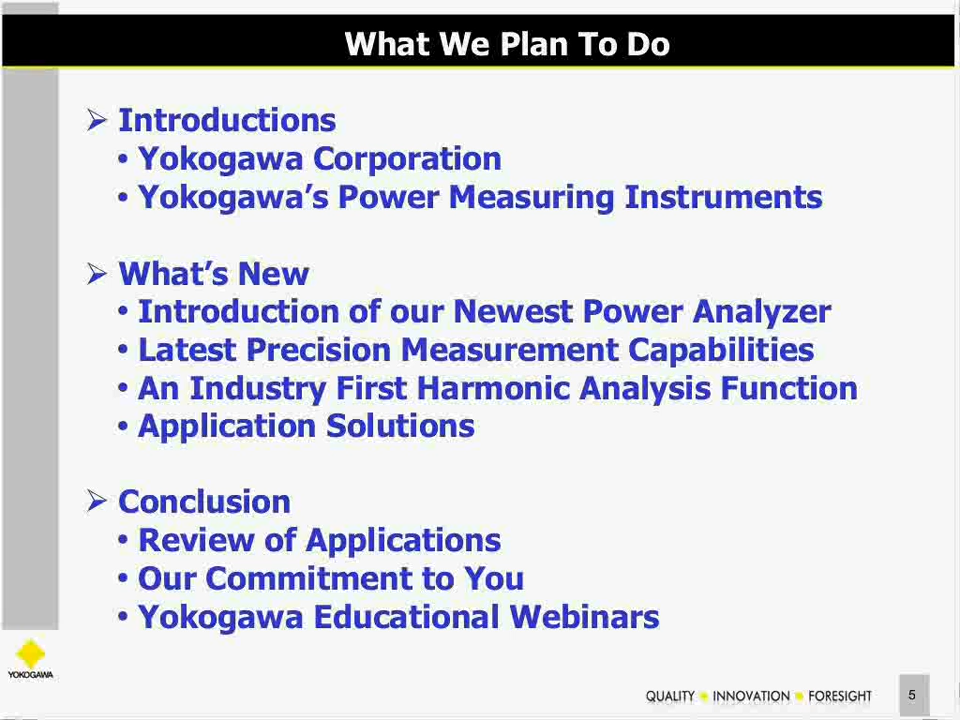 What We Plan To Do
➢ Introductions
• Yokogawa Corporation
• Yokogawa’s Power Measuring Instruments
➢ What’s New
• Introduction of our Newest Power Analyzer
• Latest Precision Measurement Capabilities
• An Industry First Harmonic Analysis Function
• Application Solutions
➢ Conclusion
• Review of Applications
• Our Commitment to You
• Yokogawa Educational Webinars
YOKOGAWA
QUALITY • INNOVATION • FORESIGHT
5